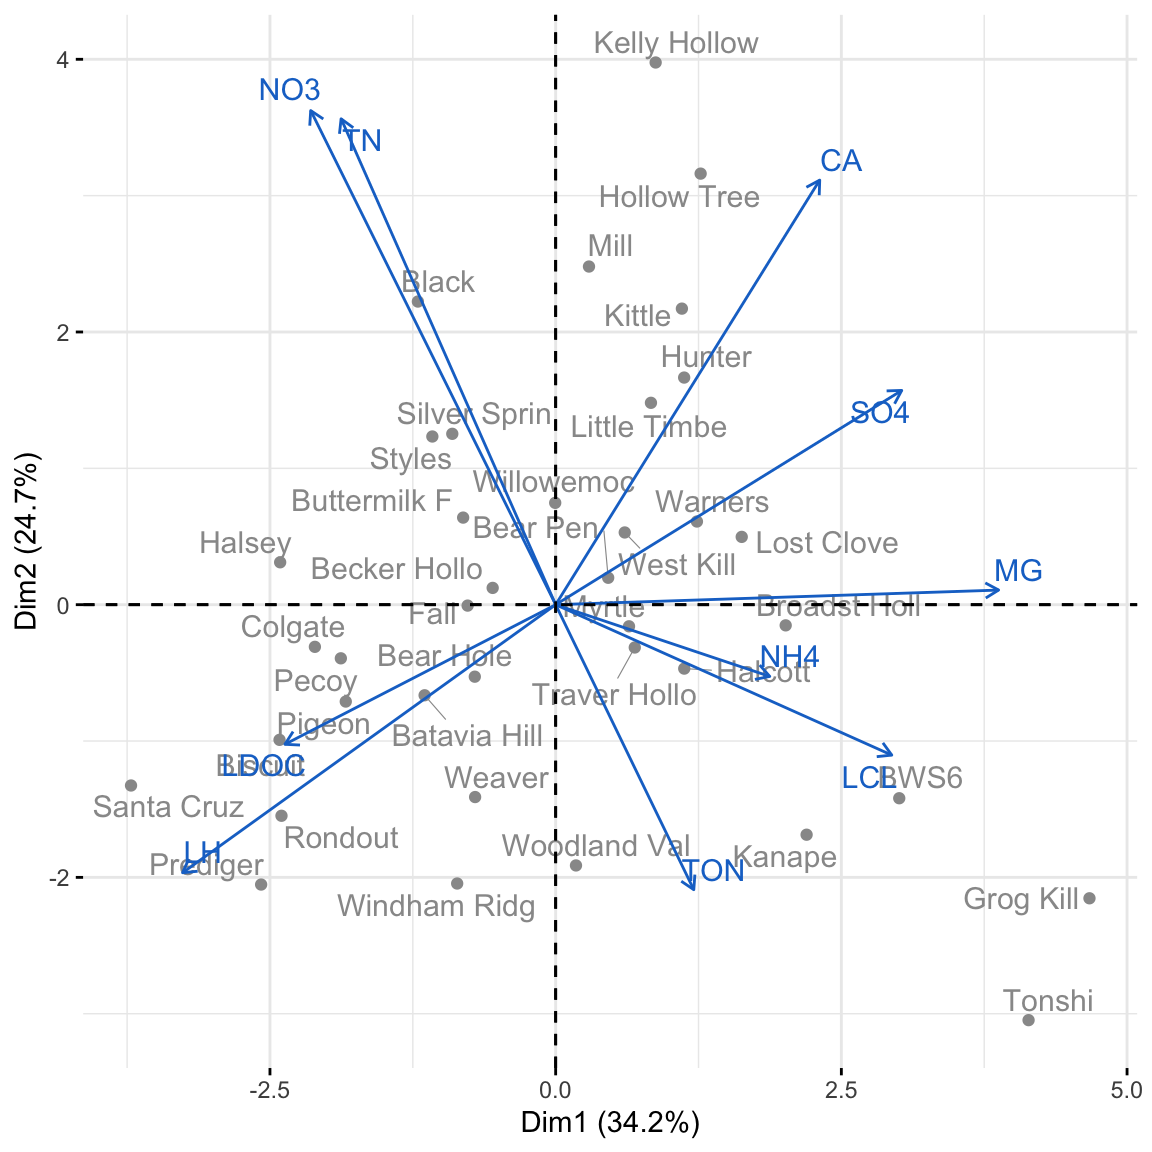 Kelly Hollow
4
NO3
TN
CA
Hollow Tree
Mill
Black
Kittle
2
Hunter
SO4
Silver Sprin
Little Timbe
Styles
Willowemoc
Buttermilk F
Warners
Bear Pen
Halsey
Lost Clove
Becker Hollo
West Kill
MG
0
Fall
Myrtle
Broadst Holl
Colgate
Bear Hole
NH4
Halcott
Pecoy
Traver Hollo
Pigeon
Batavia Hill
Biscuit
LDOC
Weaver
LCL
BWS6
Santa Cruz
Rondout
Woodland Val
Kanape
LH
Prediger
TON
-2
Windham Ridg
Grog Kill
Tonshi
-2.5
0.0
2.5
5.0
Dim1 (34.2%)
Dim2 (24.7%)